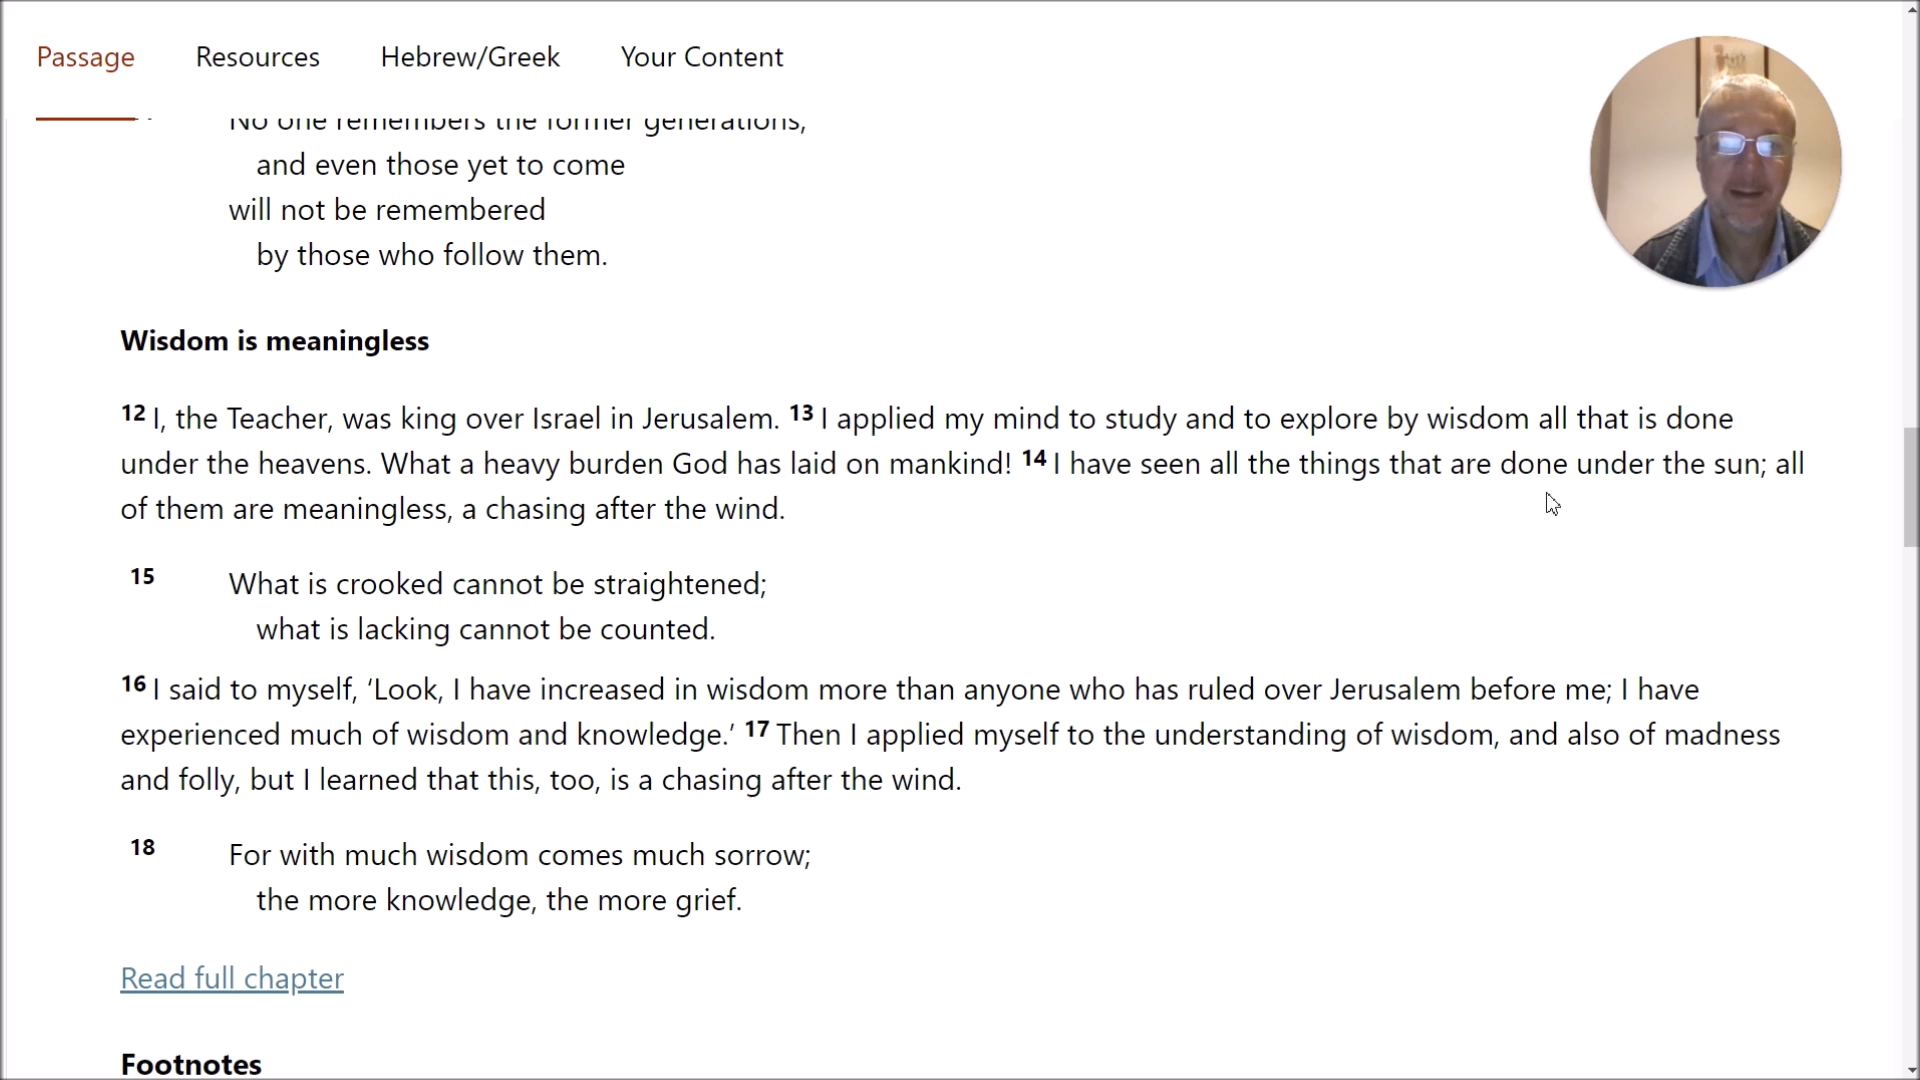 Passage Resources Hebrew/Greek Your Content
No one remembers the former generations,
and even those yet to come
will not be remembered
by those who follow them.
Wisdom is meaningless
12 I, the Teacher, was king over Israel in Jerusalem. 13 I applied my mind to study and to explore by wisdom all that is done
under the heavens. What a heavy burden God has laid on mankind! 14 I have seen all the things that are done under the sun; all
of them are meaningless, a chasing after the wind.
15 What is crooked cannot be straightened;
what is lacking cannot be counted.
16 I said to myself, ‘Look, I have increased in wisdom more than anyone who has ruled over Jerusalem before me; I have
experienced much of wisdom and knowledge.’ 17 Then I applied myself to the understanding of wisdom, and also of madness
and folly, but I learned that this, too, is a chasing after the wind.
18 For with much wisdom comes much sorrow;
the more knowledge, the more grief.
Read full chapter
Footnotes